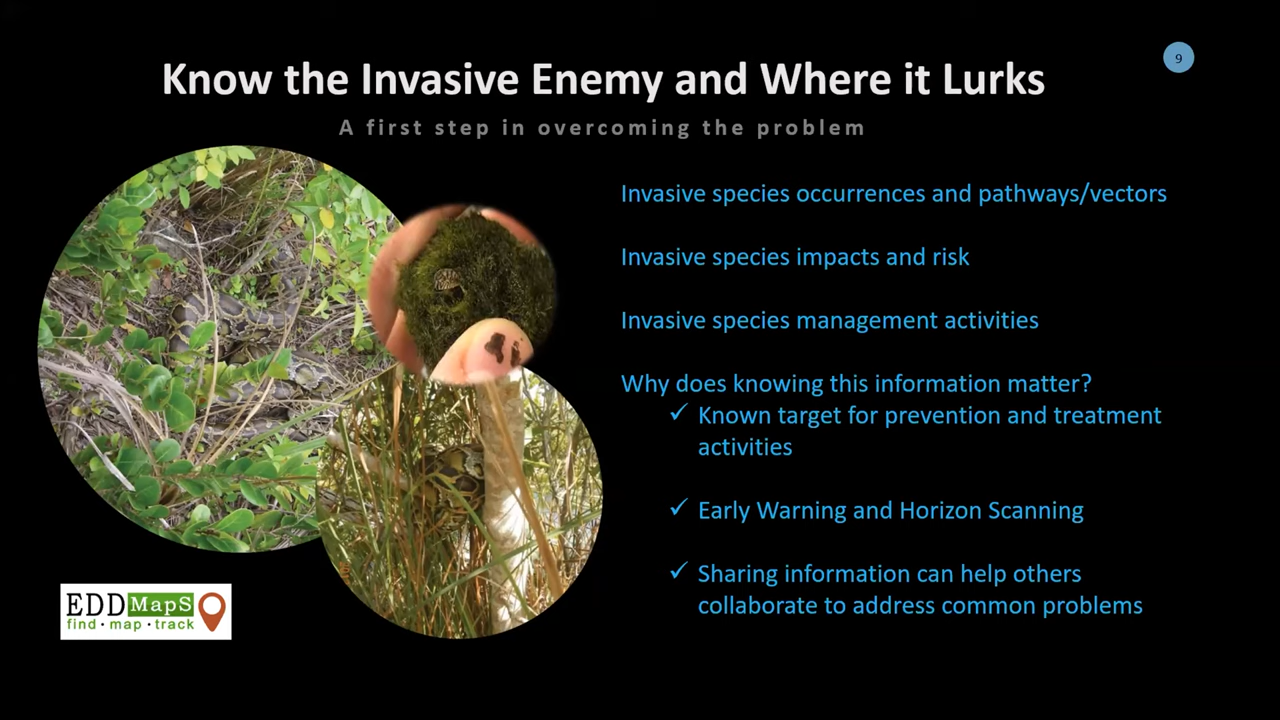 9
Know the Invasive Enemy and Where it Lurks
A first step in overcoming the problem
Invasive species occurrences and pathways/vectors
Invasive species impacts and risk
Invasive species management activities
Why does knowing this information matter?
✓ Known target for prevention and treatment
activities
✓ Early Warning and Horizon Scanning
✓ Sharing information can help others
collaborate to address common problems
EDDMapS
find · map · track